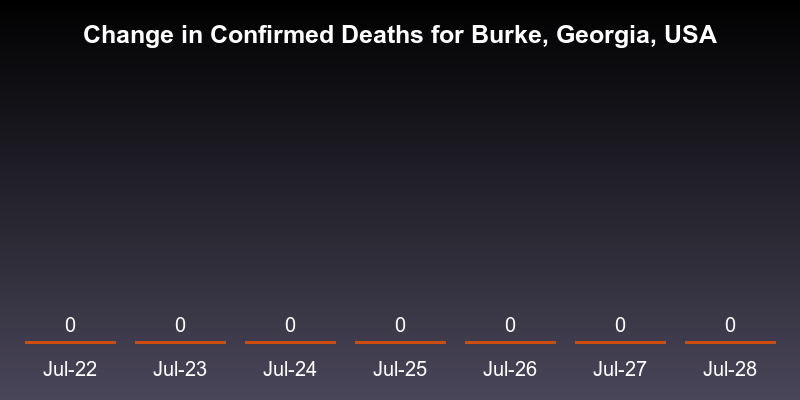 Change in Confirmed Deaths for Burke, Georgia, USA
0 0 0 0 0 0 0
Jul-22 Jul-23 Jul-24 Jul-25 Jul-26 Jul-27 Jul-28